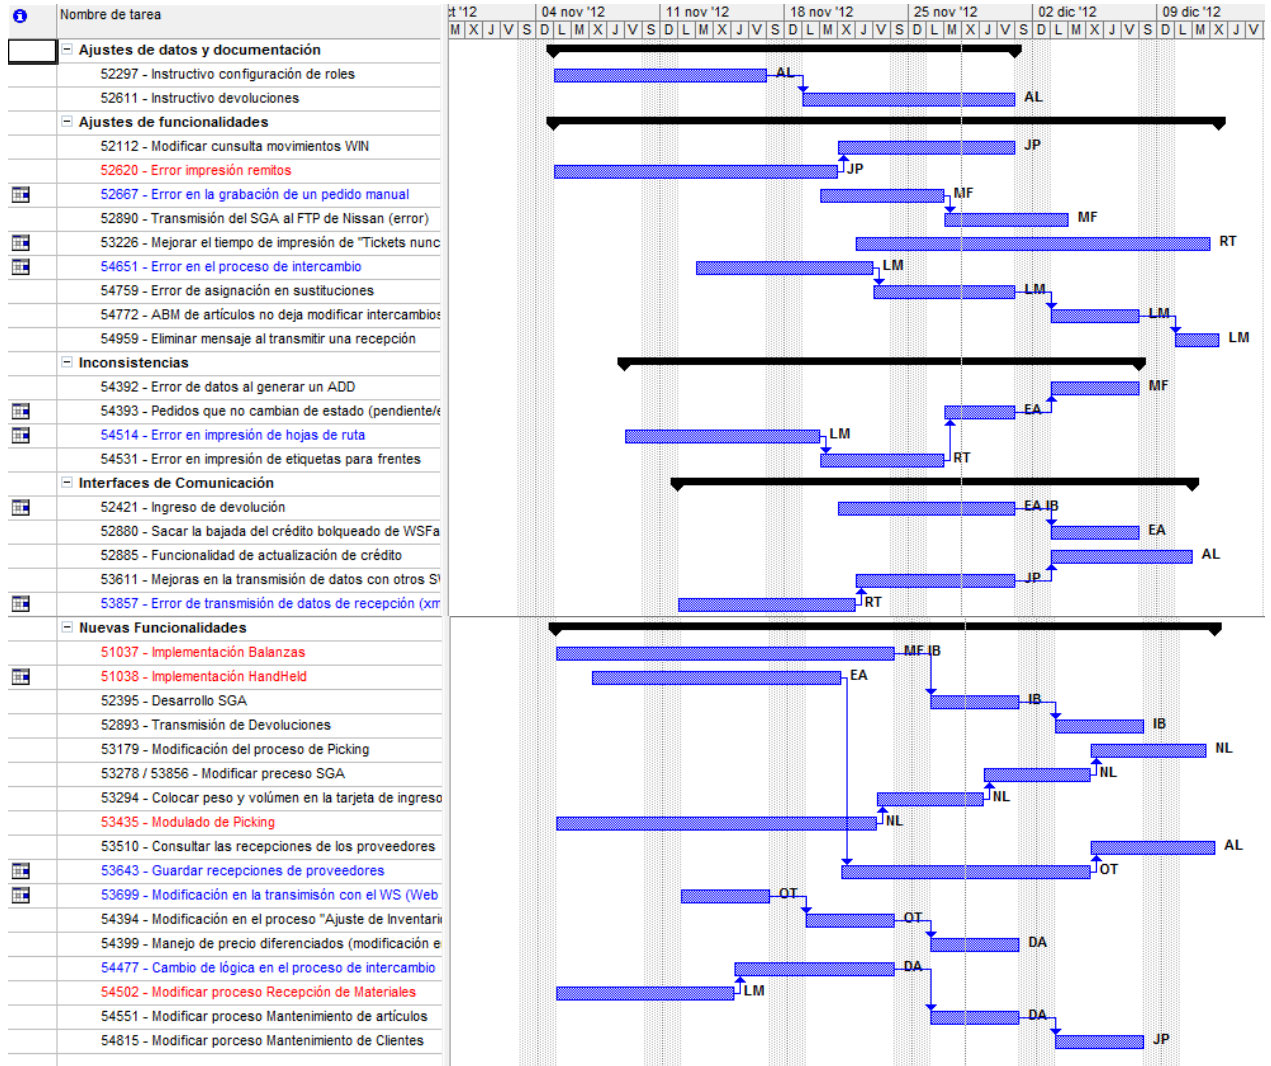 Nombre de tarea
ct '12 04 nov '12 11 nov '12 18 nov '12 25 nov '12 02 dic '12 09 dic '12
M X J V S D L M X J V S D L M X J V S D L M X J V S D L M X J V S D L M X J V S D L M X J V
Ajustes de datos y documentación
52297 - Instructivo configuración de roles AL
52611 - Instructivo devoluciones AL
Ajustes de funcionalidades
52112 - Modificar cunsulta movimientos WIN JP
52620 - Error impresión remitos JP
52667 - Error en la grabación de un pedido manual MF
52890 - Transmisión del SGA al FTP de Nissan (error) MF
53226 - Mejorar el tiempo de impresión de "Tickets nunc RT
54651 - Error en el proceso de intercambio LM
54759 - Error de asignación en sustituciones LM
54772 - ABM de artículos no deja modificar intercambios LM
54959 - Eliminar mensaje al transmitir una recepción LM
Inconsistencias
54392 - Error de datos al generar un ADD MF
54393 - Pedidos que no cambian de estado (pendiente/e EA
54514 - Error en impresión de hojas de ruta LM
54531 - Error en impresión de etiquetas para frentes RT
Interfaces de Comunicación
52421 - Ingreso de devolución EA IB
52880 - Sacar la bajada del crédito bolqueado de WSFa EA
52885 - Funcionalidad de actualización de crédito AL
53611 - Mejoras en la transmisión de datos con otros S JP
53857 - Error de transmisión de datos de recepción (xm RT
Nuevas Funcionalidades
51037 - Implementación Balanzas MF IB
51038 - Implementación HandHeld EA
52395 - Desarrollo SGA IB
52893 - Transmisión de Devoluciones IB
53179 - Modificación del proceso de Picking NL
53278 / 53856 - Modificar preceso SGA NL
53294 - Colocar peso y volúmen en la tarjeta de ingreso NL
53435 - Modulado de Picking NL
53510 - Consultar las recepciones de los proveedores AL
53643 - Guardar recepciones de proveedores OT
53699 - Modificación en la transimisón con el WS (Web OT
54394 - Modificación en el proceso "Ajuste de Inventari OT
54399 - Manejo de precio diferenciados (modificación e DA
54477 - Cambio de lógica en el proceso de intercambio DA
54502 - Modificar proceso Recepción de Materiales LM
54551 - Modificar proceso Mantenimiento de artículos DA
54815 - Modificar porceso Mantenimiento de Clientes JP